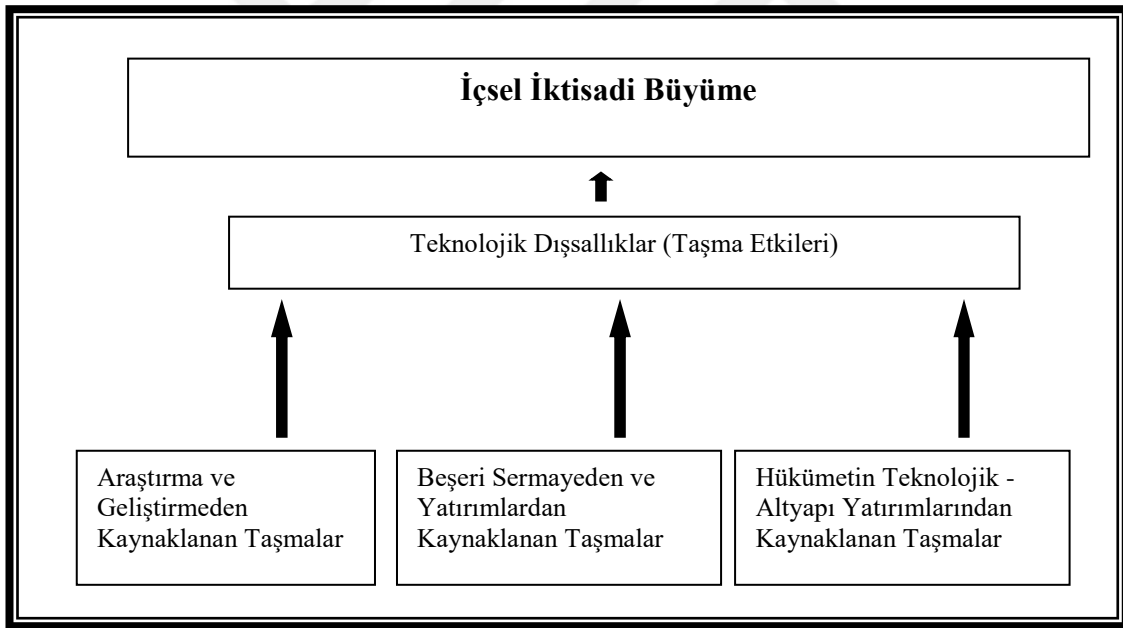 İçsel İktisadi Büyüme
Teknolojik Dışsallıklar (Taşma Etkileri)
Araştırma ve
Geliştirmeden
Kaynaklanan Taşmalar
Beşeri Sermayeden ve
Yatırımlardan
Kaynaklanan Taşmalar
Hükümetin Teknolojik -
Altyapı Yatırımlarından
Kaynaklanan Taşmalar